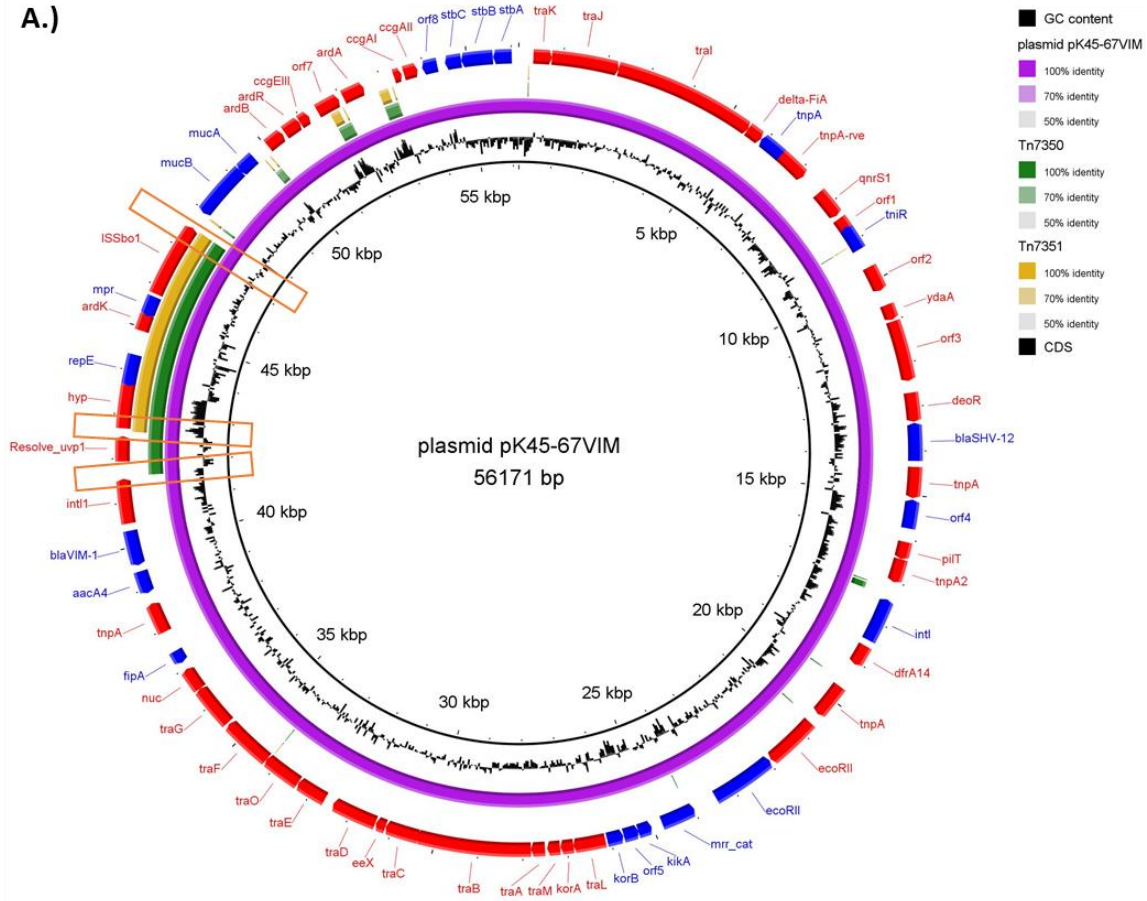 A.)
plasmid pK45-67VIM
56171 bp
5 kbp
10 kbp
15 kbp
20 kbp
25 kbp
30 kbp
35 kbp
40 kbp
45 kbp
50 kbp
55 kbp
traK
traJ
traI
delta-FiA
tnpA
tnpA-rve
qnrS1
orf1
tniR
orf2
ydaA
orf3
deoR
blaSHV-12
tnpA
orf4
pilT
tnpA2
intI
dfrA14
tnpA
ecoRII
ecoRII
mrr_cat
kikA
orf5
korB
traL
korA
traM
traA
traB
traC
eeX
traD
traE
traO
traF
traG
nuc
fipA
tnpA
aacA4
blaVIM-1
intI1
Resolve_uvp1
hyp
repE
ardK
mpr
ISSbo1
mucB
mucA
ardB
ardR
ccgEIII
orf7
ardA
ccgAI
ccgAII
orf8
stbC
stbB
stbA
GC content
plasmid pK45-67VIM
100% identity
70% identity
50% identity
Tn7350
100% identity
70% identity
50% identity
Tn7351
100% identity
70% identity
50% identity
CDS